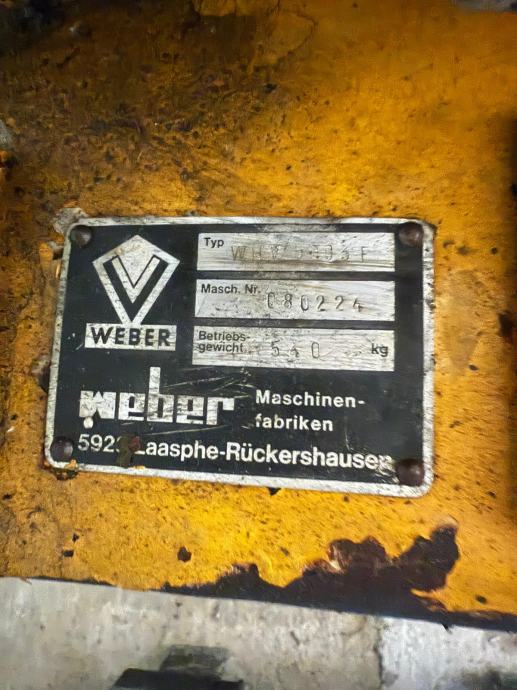 Typ
Masch. Nr. 080224
Betriebs-
gewicht 540 kg
WEBER
weber Maschinen-
fabriken
Laasphe-Rückershausen